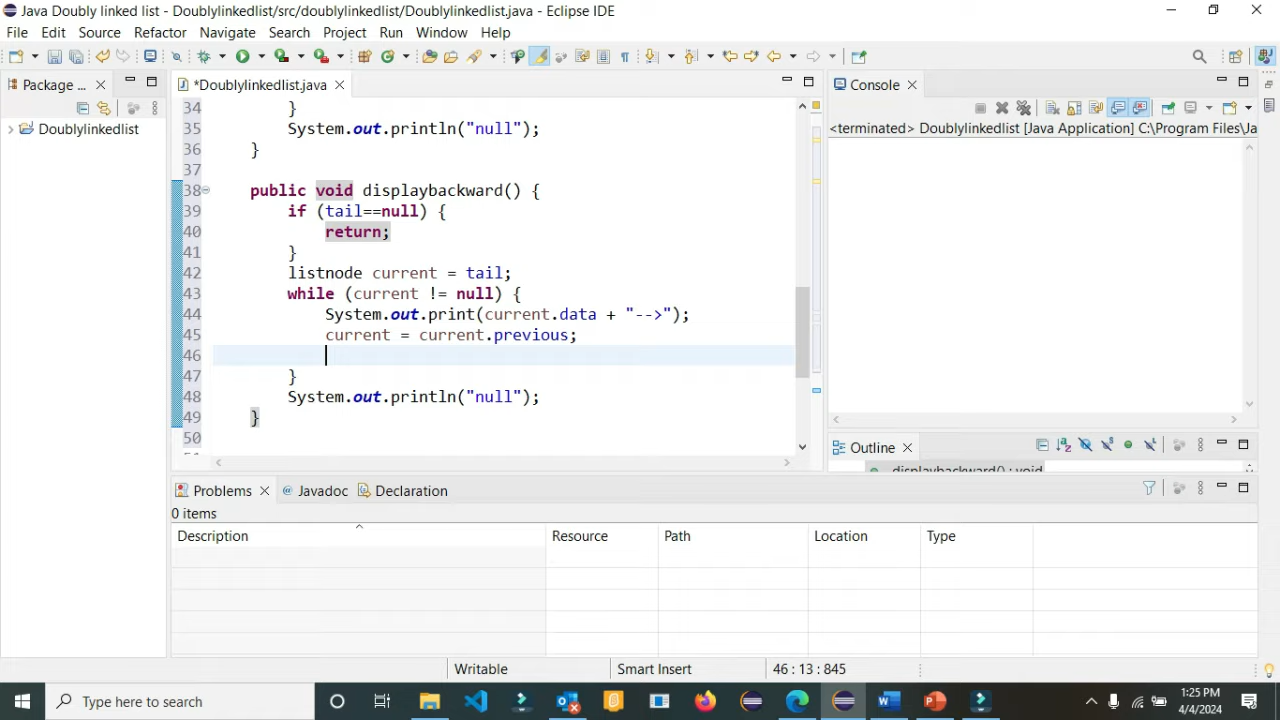 Java Doubly linked list - Doublylinkedlist/src/doublylinkedlist/Doublylinkedlist.java - Eclipse IDE
File Edit Source Refactor Navigate Search Project Run Window Help
Package ...
*Doublylinkedlist.java
Console
Doublylinkedlist
<terminated> Doublylinkedlist [Java Application] C:\Program Files\Ja
34 }
35 System.out.println("null");
36 }
37
38 public void displaybackward() {
39 if (tail==null) {
40 return;
41 }
42 listnode current = tail;
43 while (current != null) {
44 System.out.print(current.data + "-->");
45 current = current.previous;
46
47 }
48 System.out.println("null");
49 }
50
Outline
displaybackward() : void
Problems Javadoc Declaration
0 items
Description Resource Path Location Type
Writable Smart Insert 46 : 13 : 845
Type here to search
1:25 PM
4/4/2024